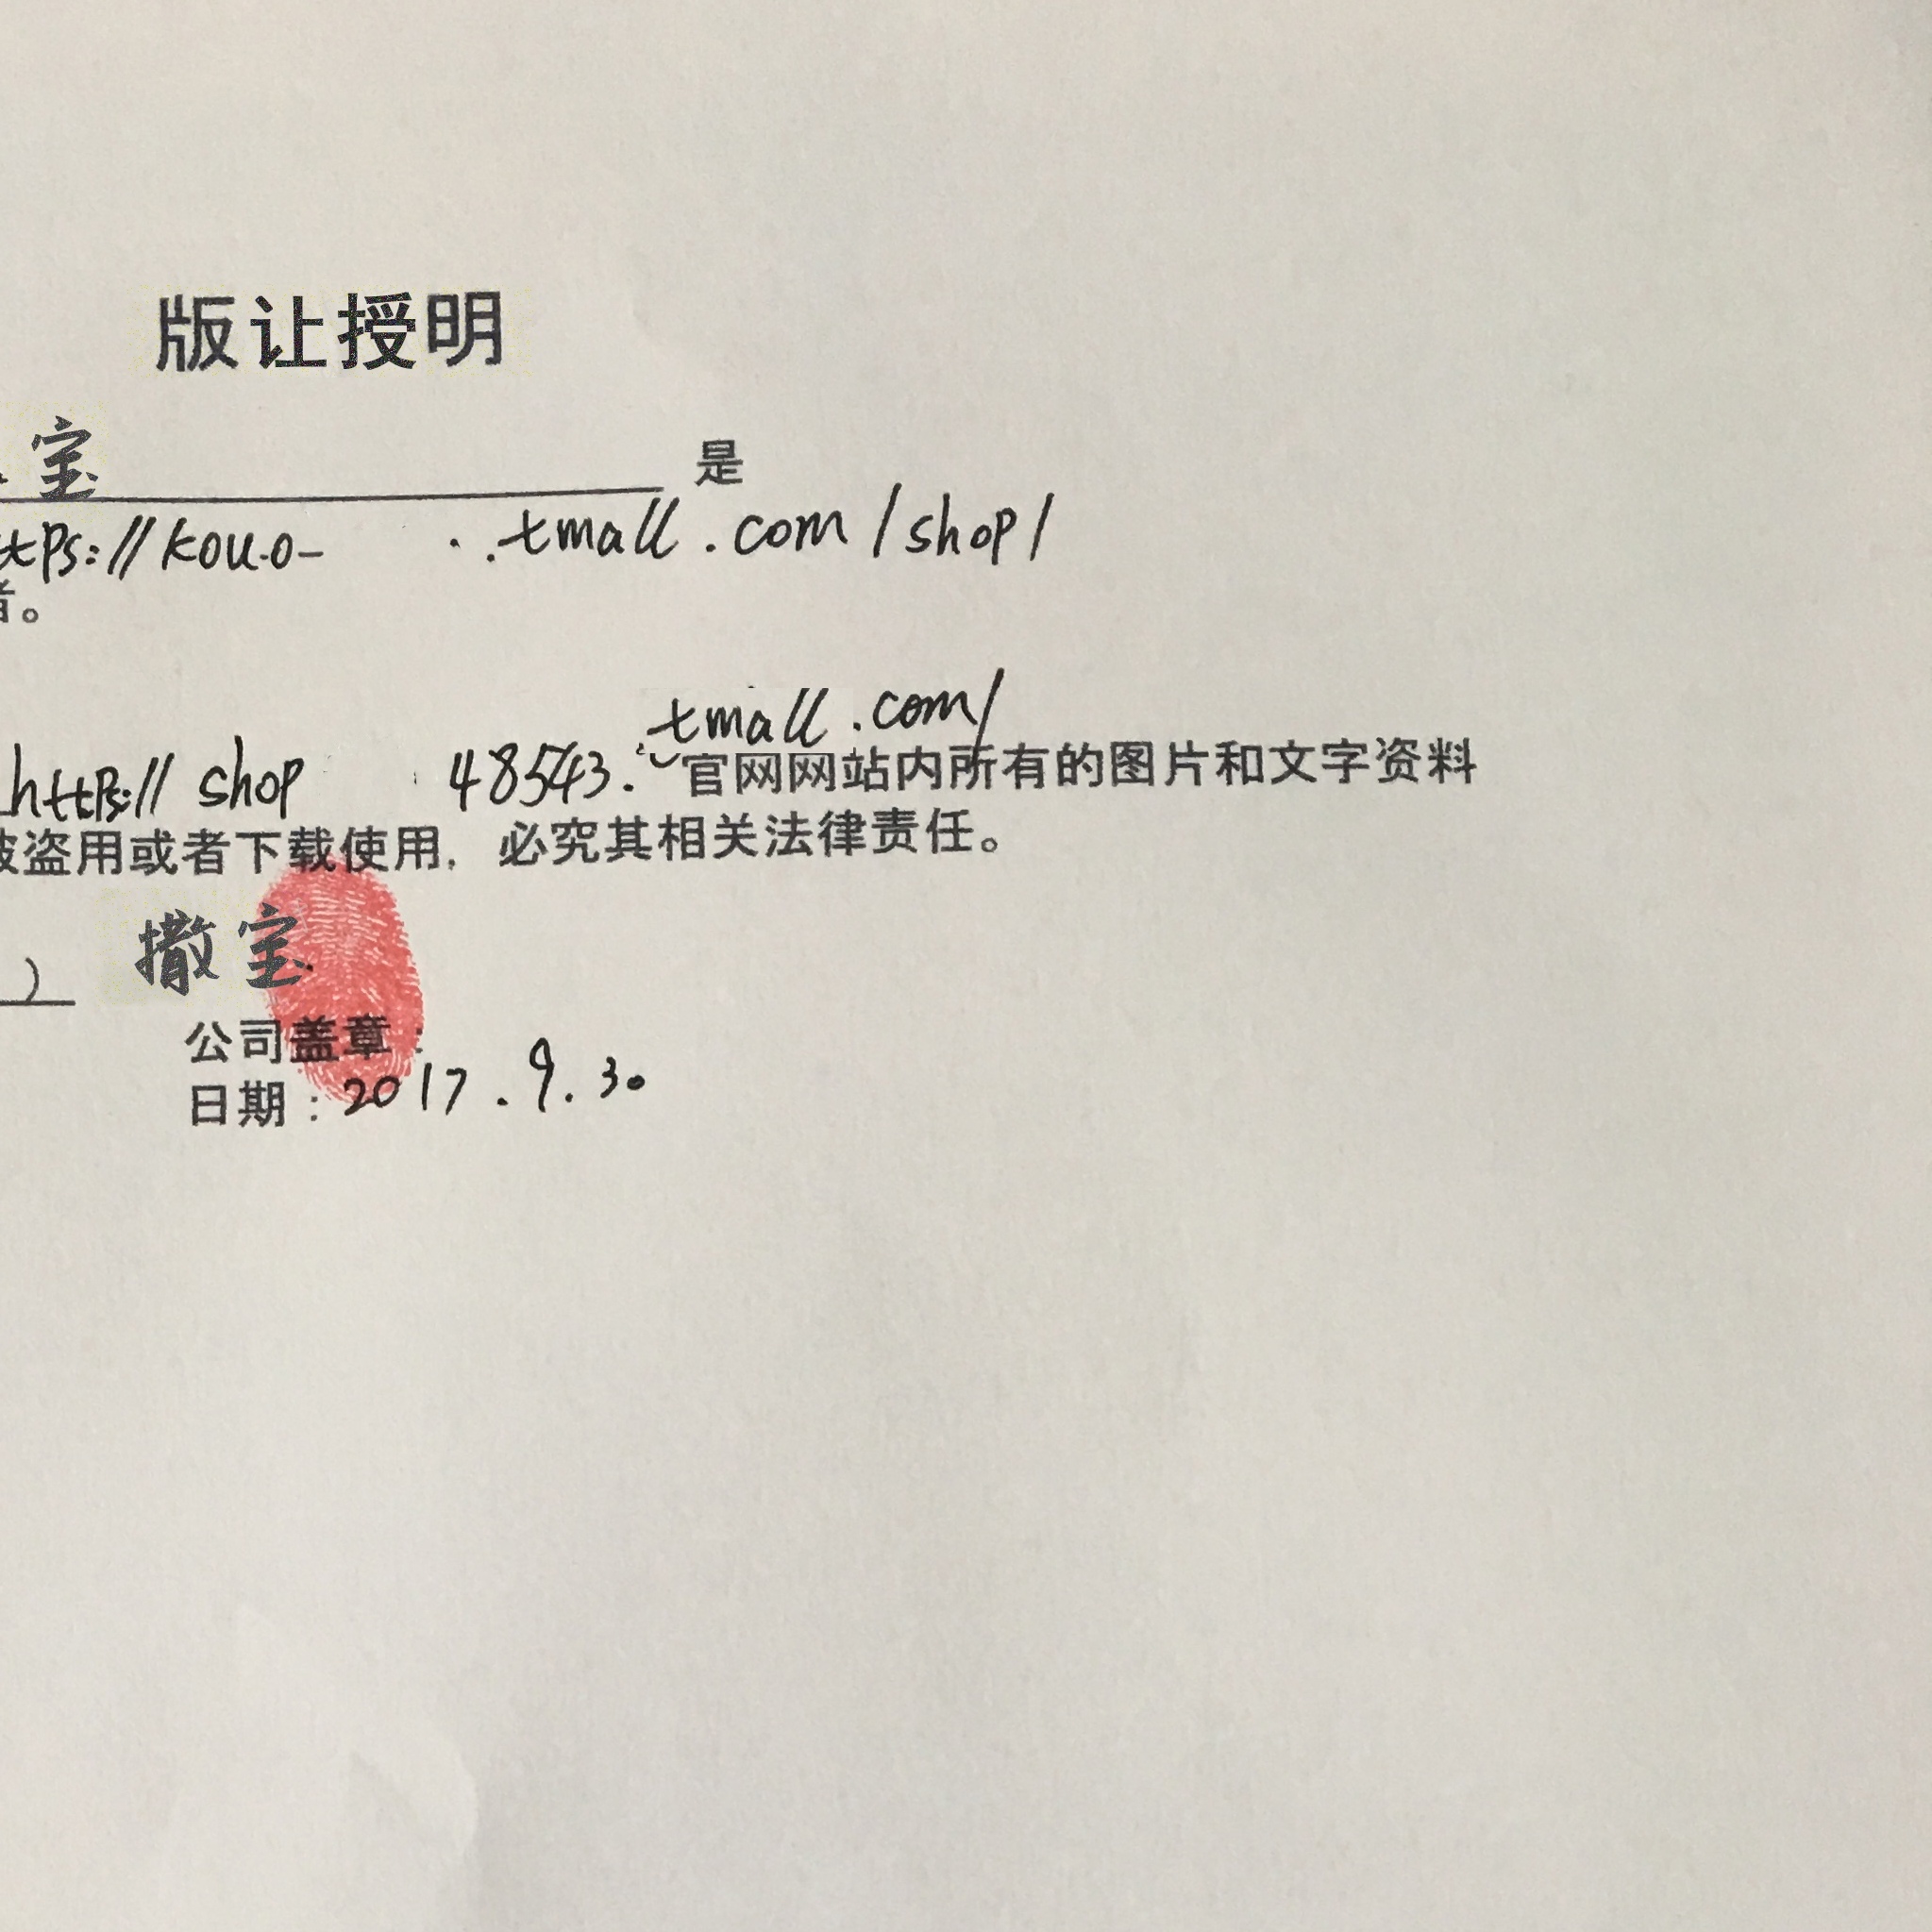 版让授明
宝
是
ttps://kou.o- ..tmall.com/shop/
者。
tmall.com/
https:// shop 48543. 官网网站内所有的图片和文字资料
被盗用或者下载使用，必究其相关法律责任。
) 撒宝
公司盖章：
日期：2017.9.30